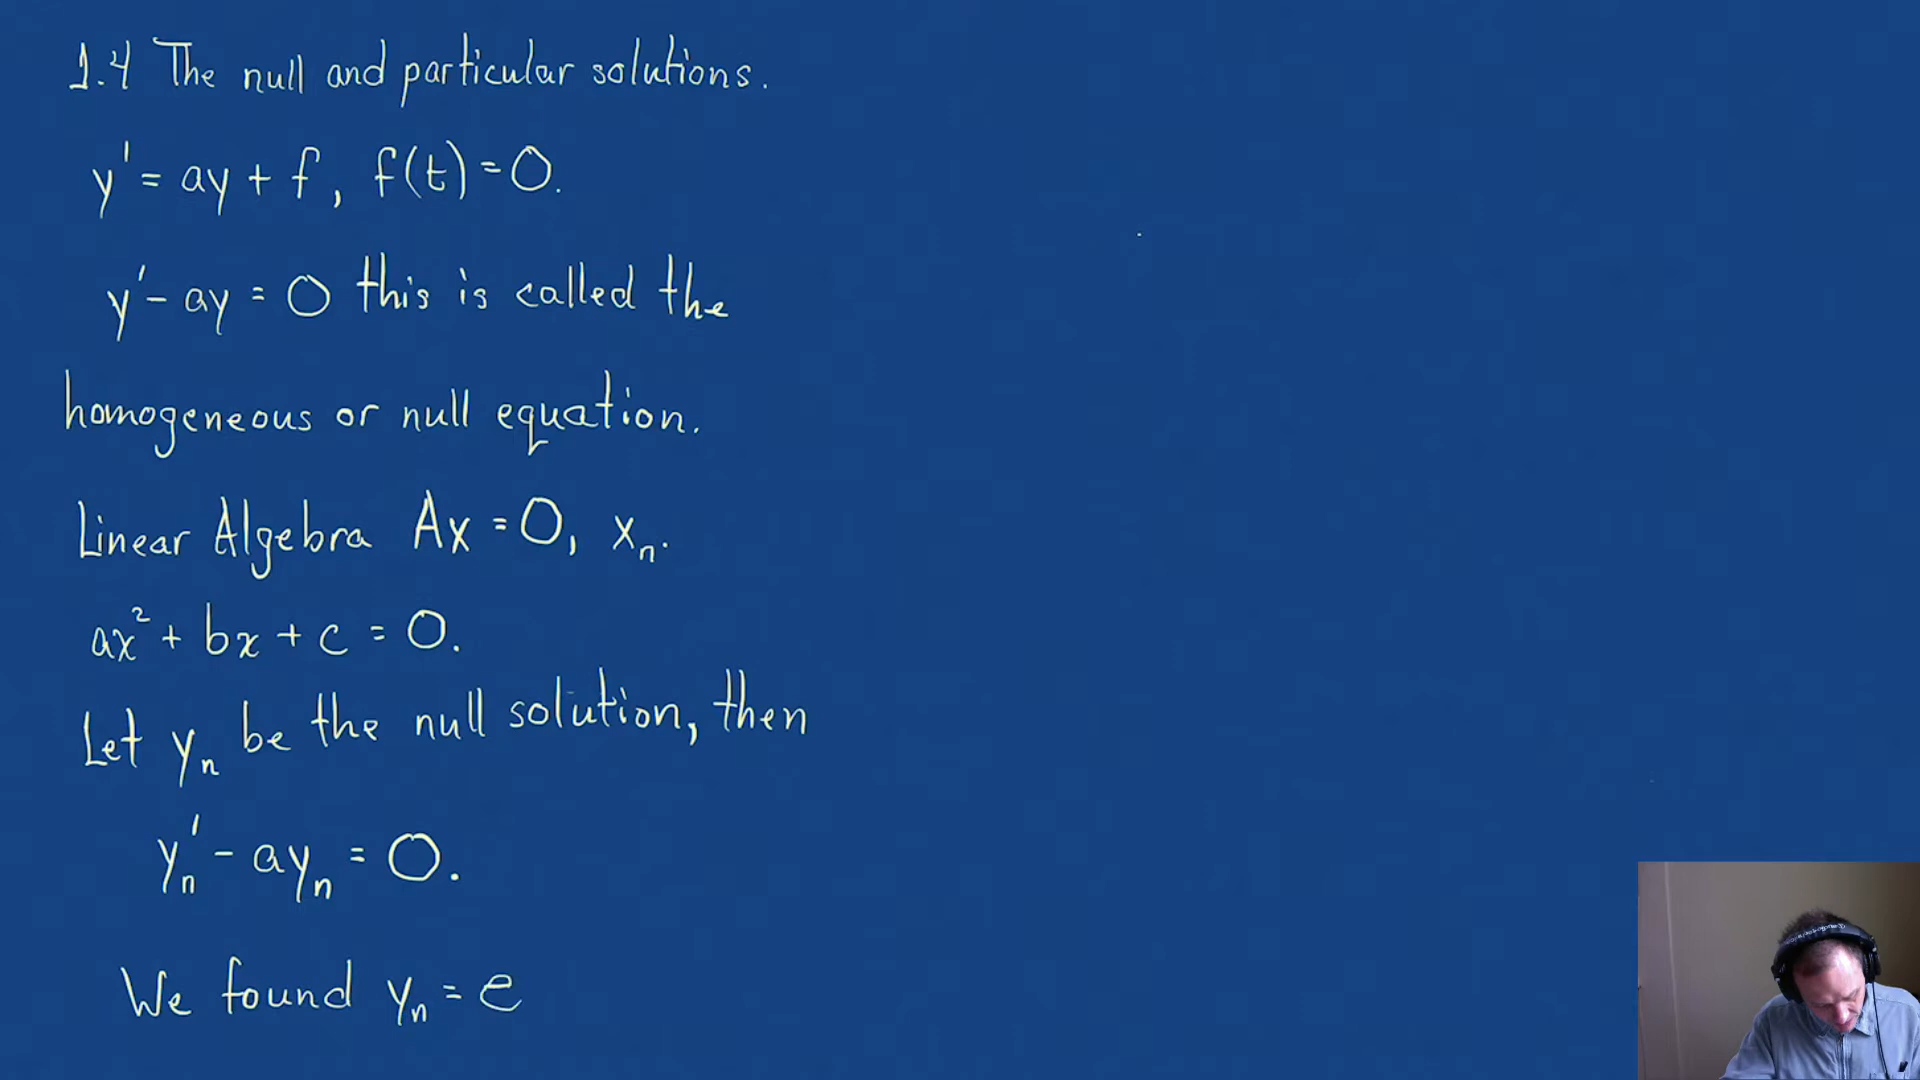 1.4 The null and particular solutions.
y' = ay + f, f(t) = 0.
y' - ay = 0 this is called the
homogeneous or null equation.
Linear Algebra Ax = 0, xₙ.
ax² + bx + c = 0.
Let yₙ be the null solution, then
yₙ' - ayₙ = 0.
We found yₙ = e